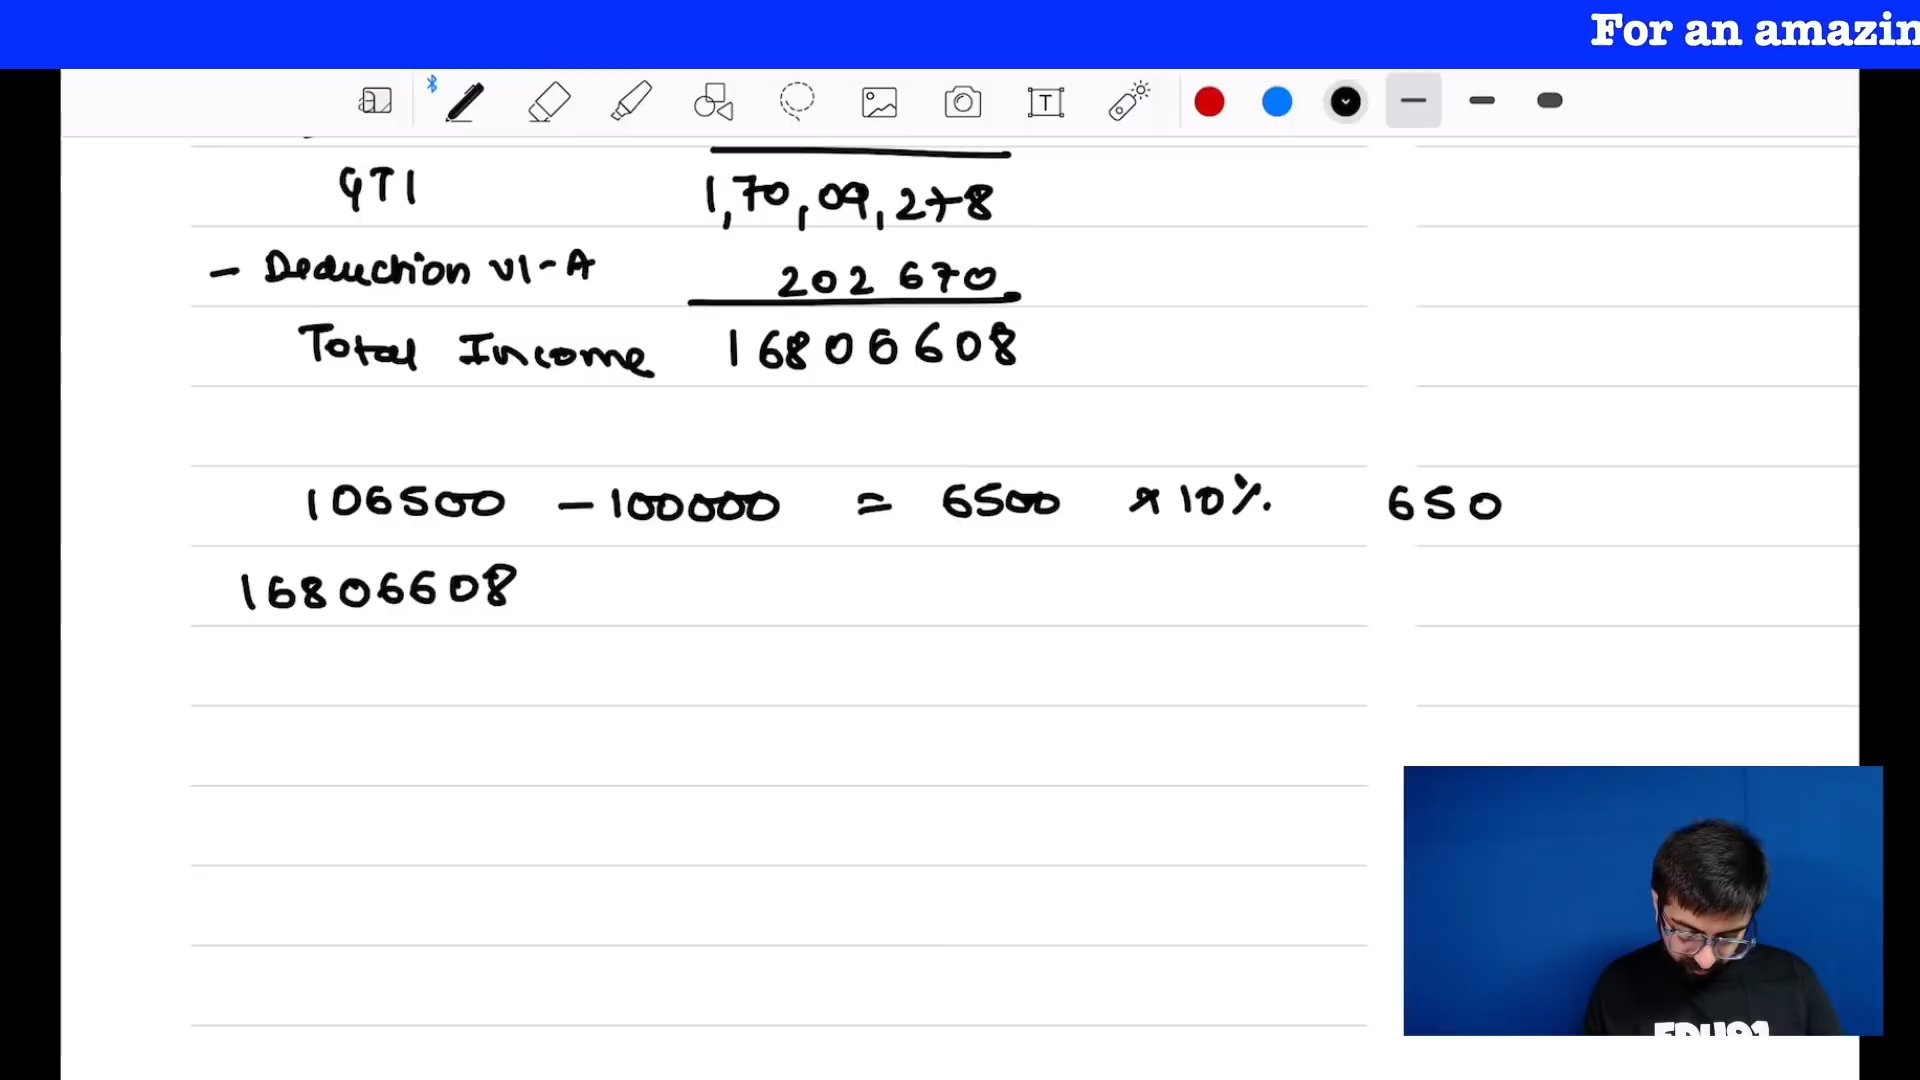 For an amazin
T
GTI 1,70,09,278
- Deduction VI-A 202 670
Total Income 16806608
106500 - 100000 = 6500 x 10% 650
16806608
EDU91